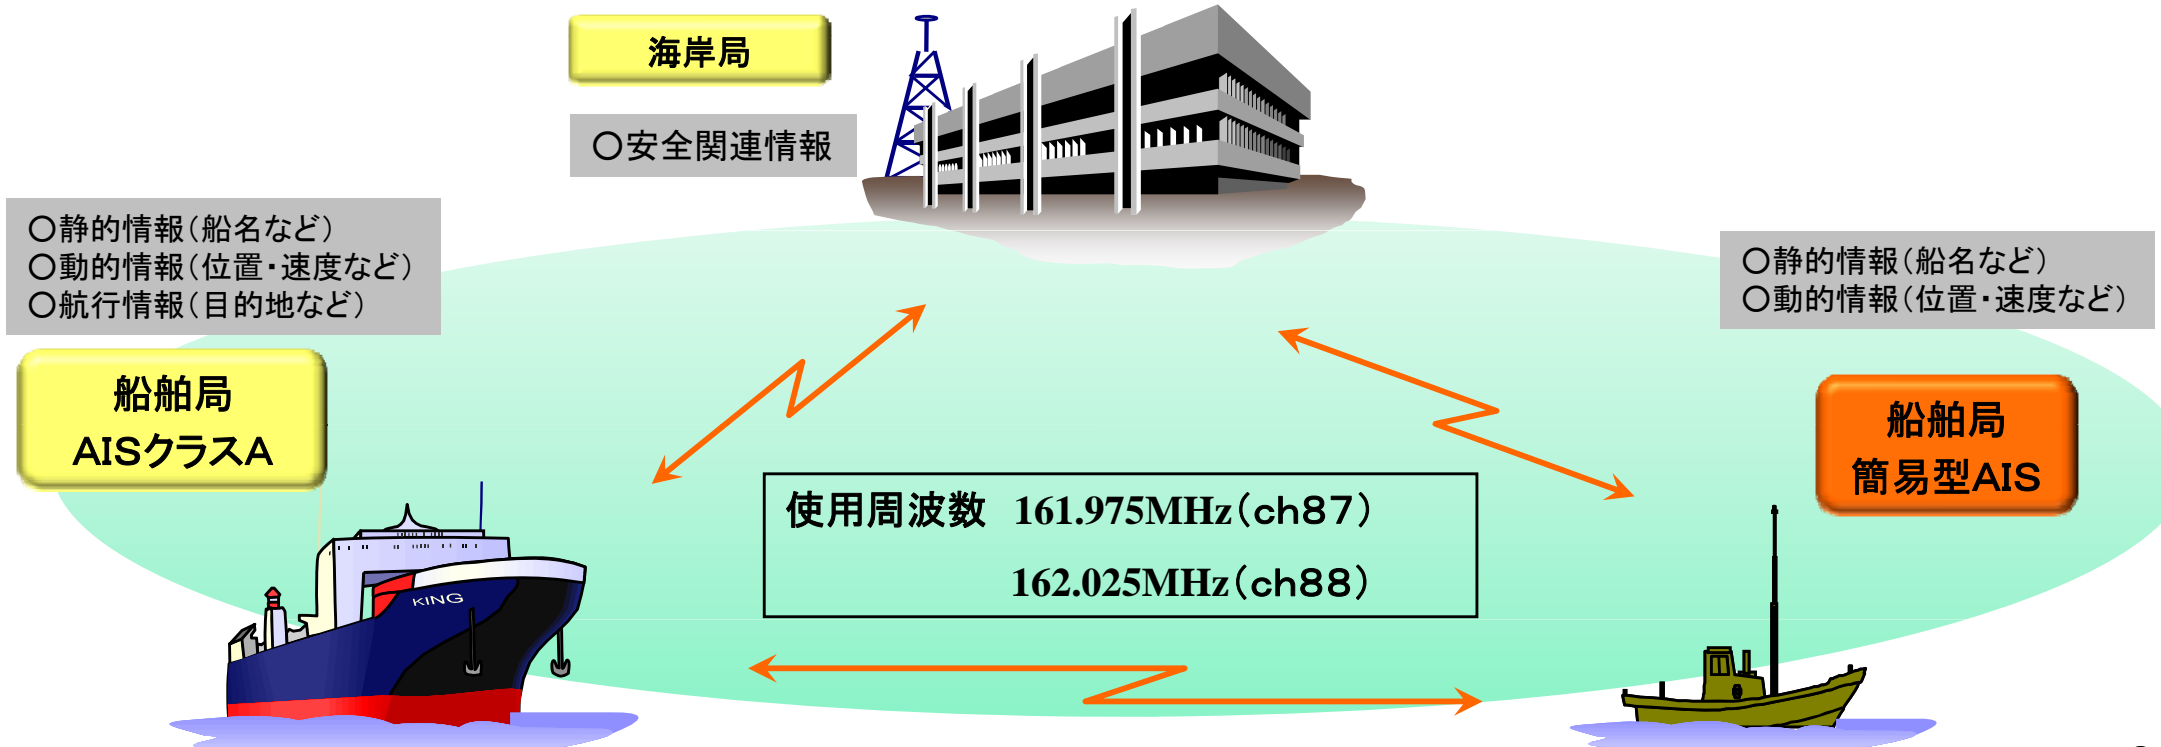 海岸局
○安全関連情報
○静的情報（船名など）
○動的情報（位置・速度など）
○航行情報（目的地など）
○静的情報（船名など）
○動的情報（位置・速度など）
船舶局
AISクラスA
船舶局
簡易型AIS
使用周波数 161.975MHz（ch87）
162.025MHz（ch88）
KING